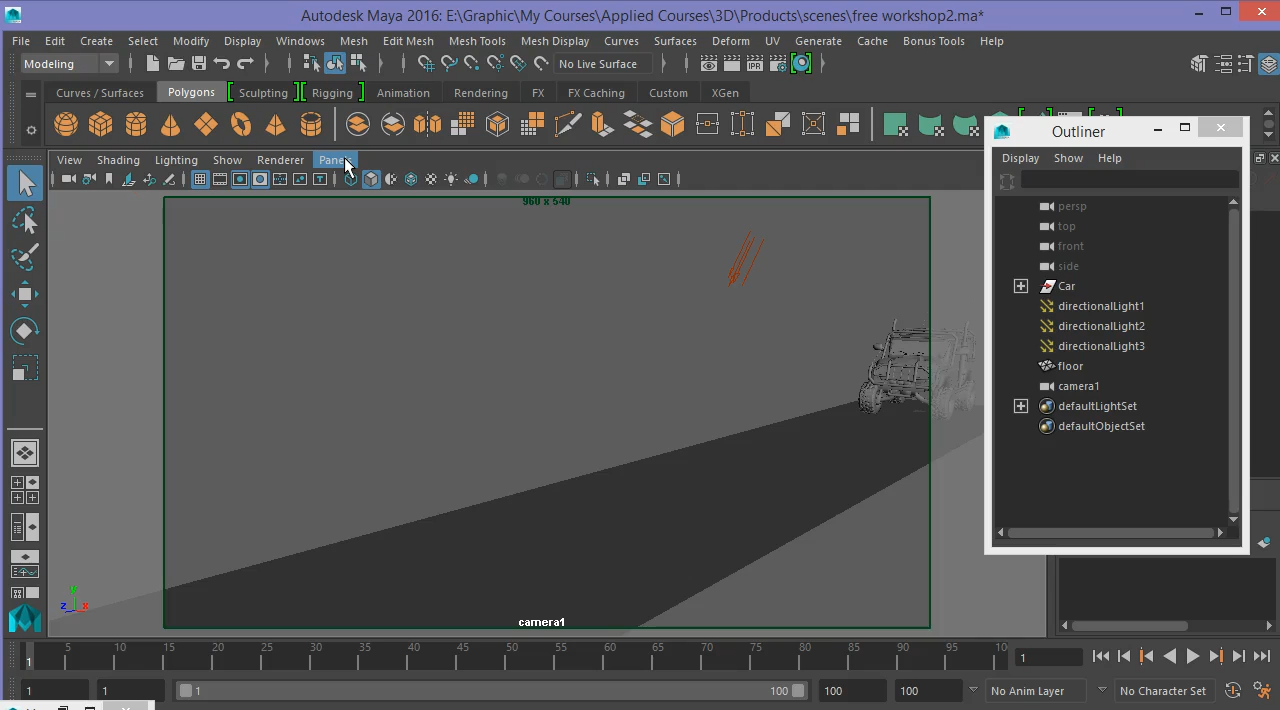 Autodesk Maya 2016: E:\Graphic\My Courses\Applied Courses\3D\Products\scenes\free workshop2.ma*
File Edit Create Select Modify Display Windows Mesh Edit Mesh Mesh Tools Mesh Display Curves Surfaces Deform UV Generate Cache Bonus Tools Help
Modeling No Live Surface
Curves / Surfaces Polygons Sculpting Rigging Animation Rendering FX FX Caching Custom XGen
View Shading Lighting Show Renderer
960 x 540
camera1
y
z x
Outliner
Display Show Help
persp
top
front
side
Car
directionalLight1
directionalLight2
directionalLight3
floor
camera1
defaultLightSet
defaultObjectSet
1 5 10 15 20 25 30 35 40 45 50 55 60 65 70 75 80 85 90 95 10 1
1 1 1 100 100 100 No Anim Layer No Character Set